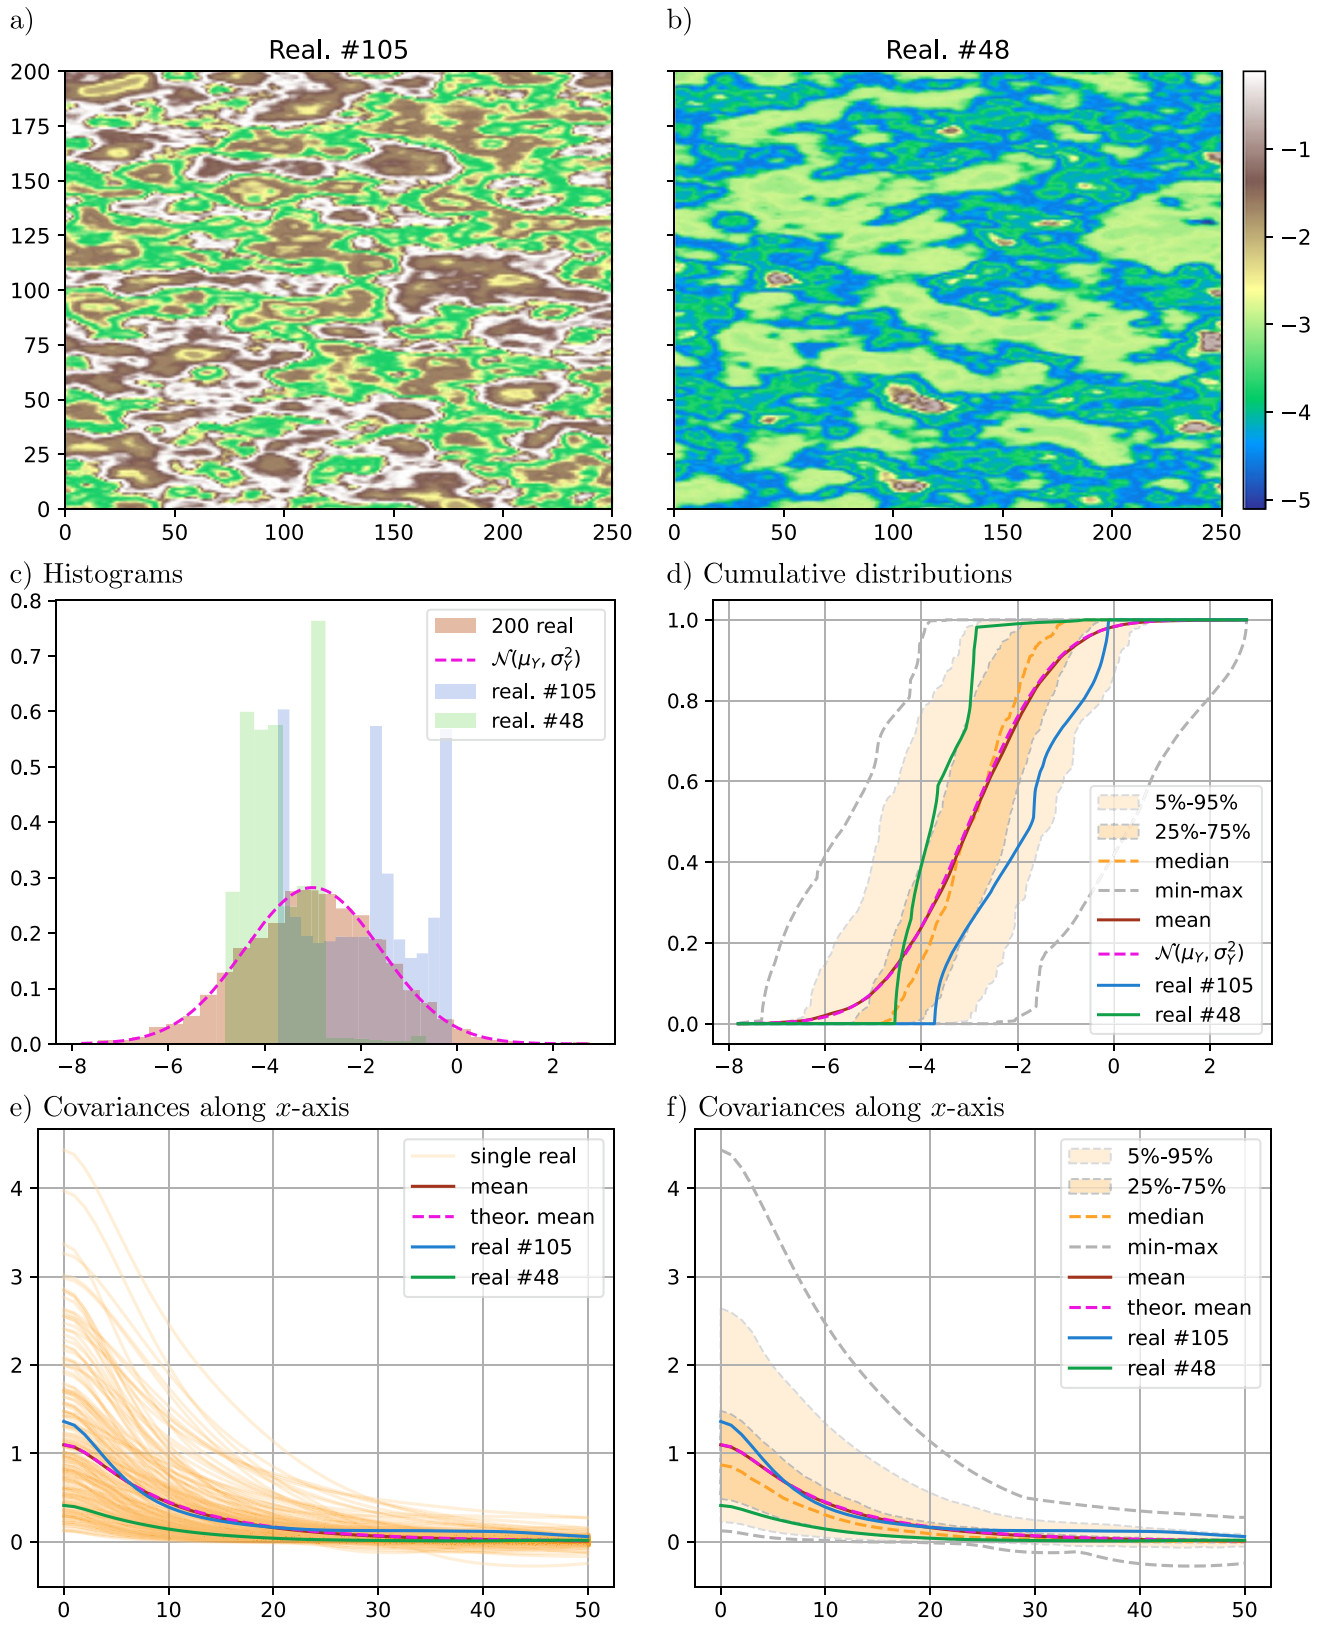 a)
Real. #105
200
175
150
125
100
75
50
25
0
0 50 100 150 200 250
b)
Real. #48
0 50 100 150 200 250
−1
−2
−3
−4
−5
c) Histograms
0.8
0.7
0.6
0.5
0.4
0.3
0.2
0.1
0.0
−8 −6 −4 −2 0
200 real
𝒩(μ_Y, σ_Y^2)
real. #105
real. #48
d) Cumulative distributions
1.0
0.8
0.6
0.4
0.2
0.0
−8 −6 −4 −2 0 2
5%-95%
25%-75%
median
min-max
mean
𝒩(μ_Y, σ_Y^2)
real #105
real #48
e) Covariances along x-axis
4
3
2
1
0
0 10 20 30 40 50
single real
mean
theor. mean
real #105
real #48
f) Covariances along x-axis
4
3
2
1
0
0 10 20 30 40 50
5%-95%
25%-75%
median
min-max
mean
theor. mean
real #105
real #48